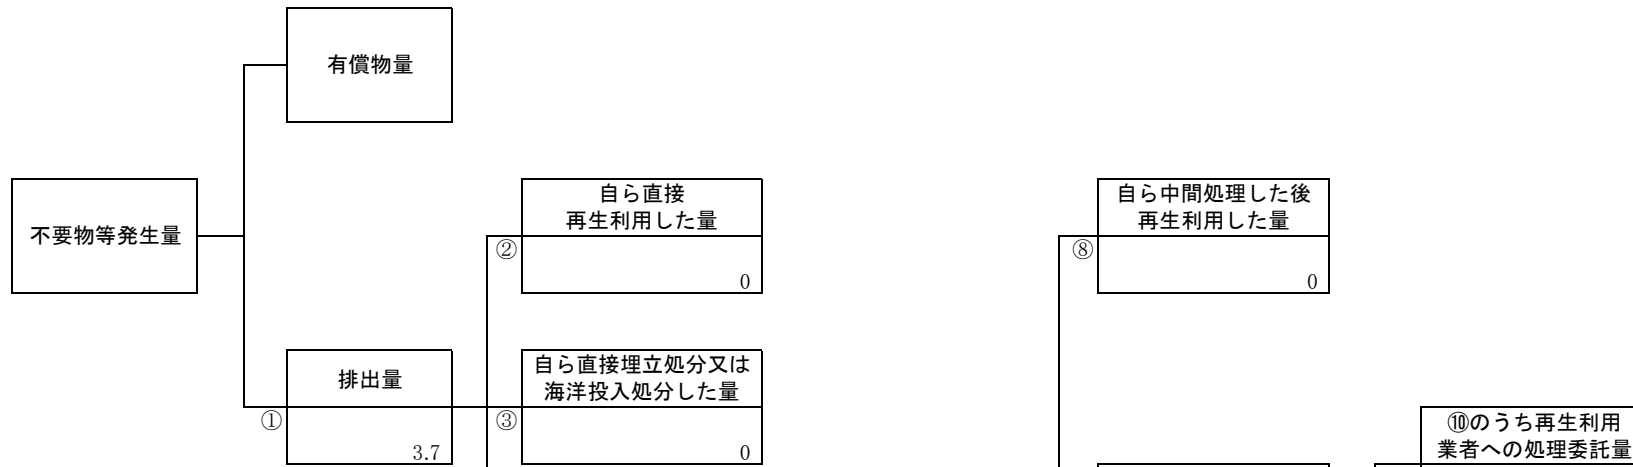 有償物量
不要物等発生量
自ら直接
再生利用した量
②
0
自ら中間処理した後
再生利用した量
⑧
0
排出量
①
3.7
自ら直接埋立処分又は
海洋投入処分した量
③
0
⑩のうち再生利用
業者への処理委託量